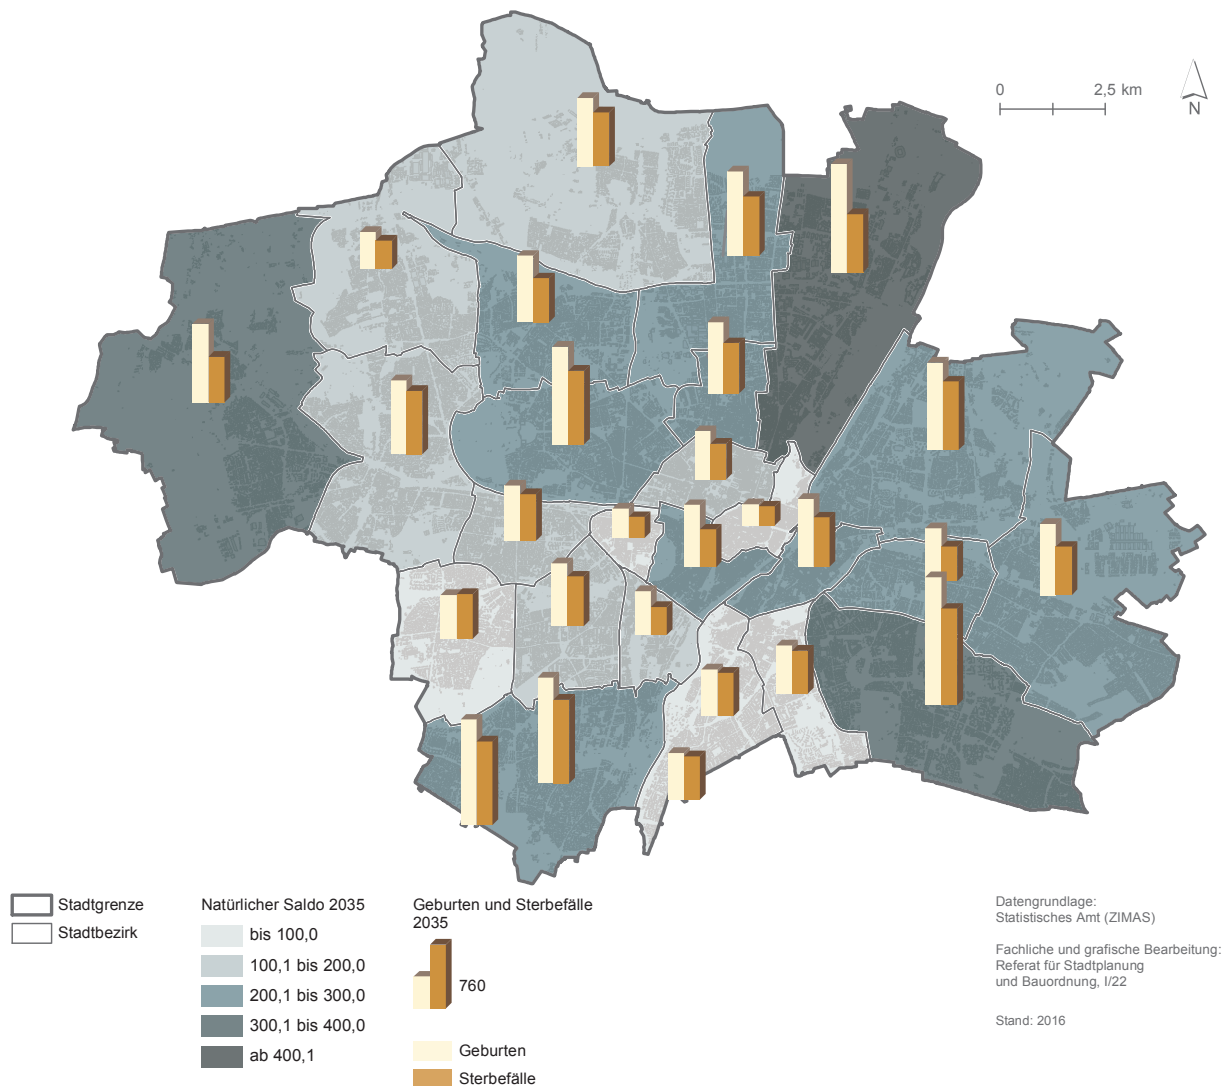 0 2,5 km
N
Stadtgrenze
Stadtbezirk
Natürlicher Saldo 2035
bis 100,0
100,1 bis 200,0
200,1 bis 300,0
300,1 bis 400,0
ab 400,1
Geburten und Sterbefälle
2035
760
Geburten
Sterbefälle
Datengrundlage:
Statistisches Amt (ZIMAS)
Fachliche und grafische Bearbeitung:
Referat für Stadtplanung
und Bauordnung, I/22
Stand: 2016